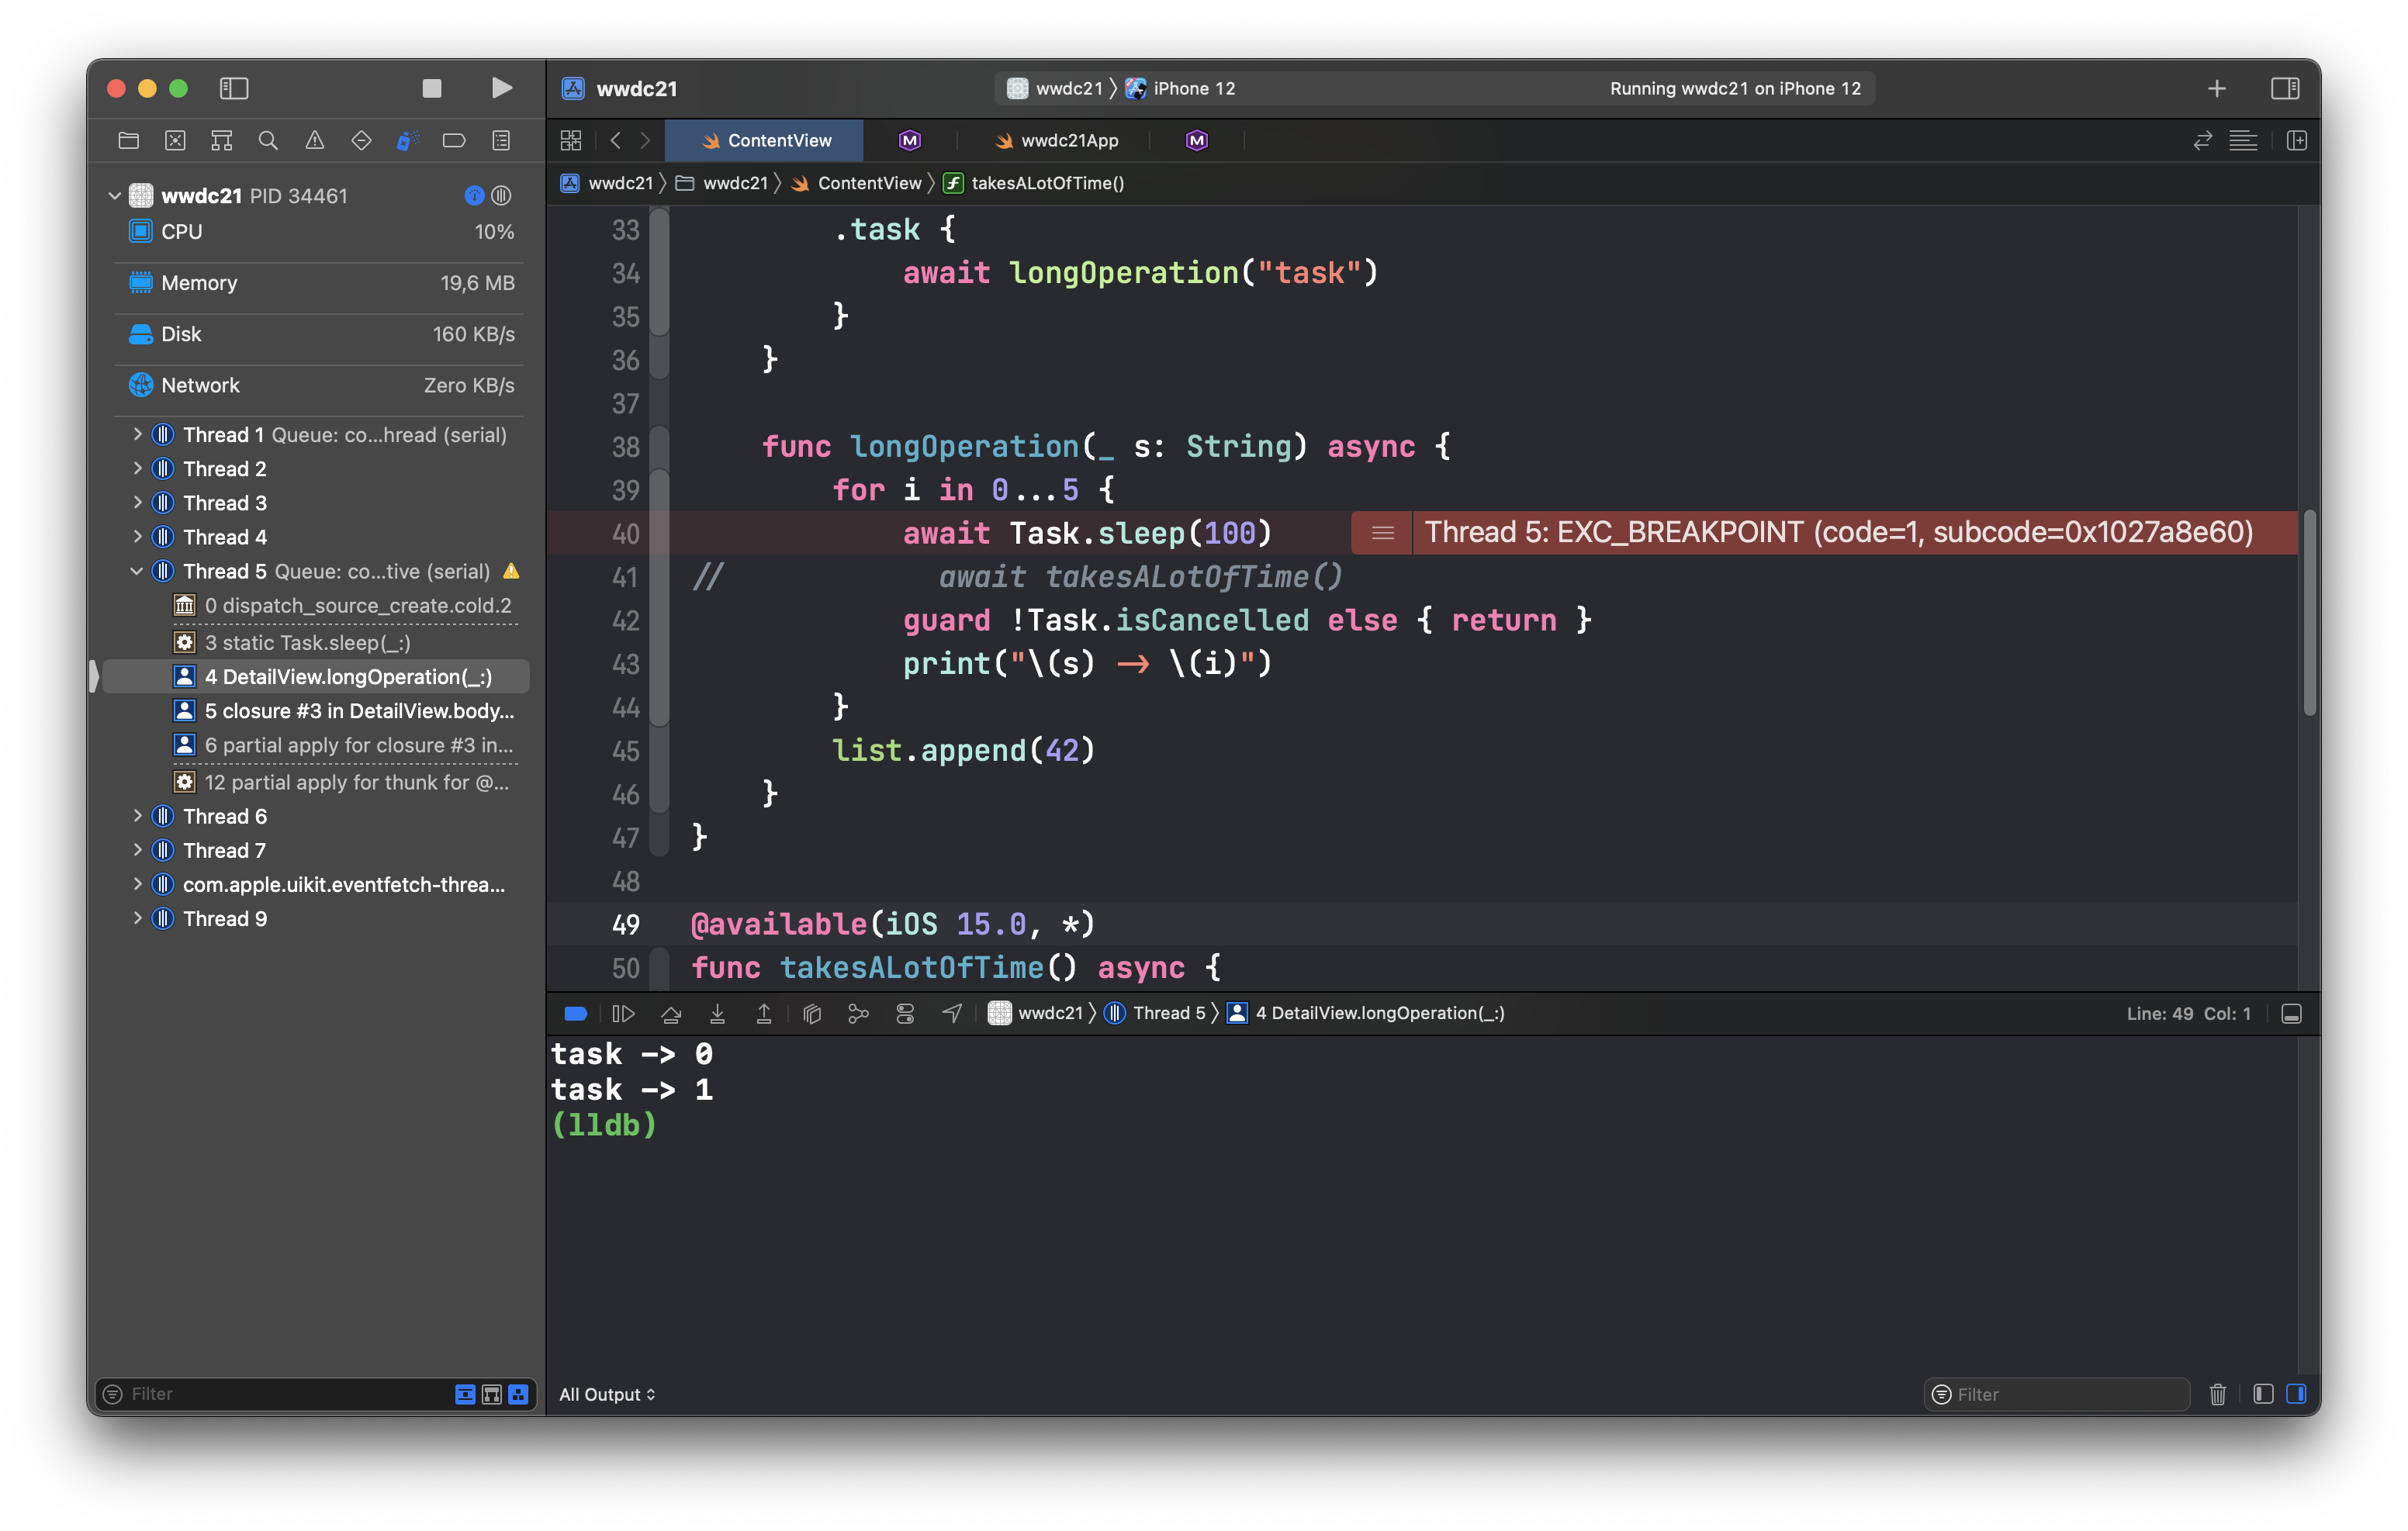 wwdc21
wwdc21 〉 iPhone 12
Running wwdc21 on iPhone 12
ContentView
M
wwdc21App
M
wwdc21 〉 wwdc21 〉 ContentView 〉 f takesALotOfTime()
wwdc21 PID 34461
CPU 10%
Memory 19,6 MB
Disk 160 KB/s
Network Zero KB/s
Thread 1 Queue: co...hread (serial)
Thread 2
Thread 3
Thread 4
Thread 5 Queue: co...tive (serial)
0 dispatch_source_create.cold.2
3 static Task.sleep(_:)
4 DetailView.longOperation(_:)
5 closure #3 in DetailView.body...
6 partial apply for closure #3 in...
12 partial apply for thunk for @...
Thread 6
Thread 7
com.apple.uikit.eventfetch-threa...
Thread 9
Filter
33 .task {
34 await longOperation("task")
35 }
36 }
37
38 func longOperation(_ s: String) async {
39 for i in 0...5 {
40 await Task.sleep(100)
Thread 5: EXC_BREAKPOINT (code=1, subcode=0x1027a8e60)
41 // await takesALotOfTime()
42 guard !Task.isCancelled else { return }
43 print("\(s) -> \(i)")
44 }
45 list.append(42)
46 }
47 }
48
49 @available(iOS 15.0, *)
50 func takesALotOfTime() async {
wwdc21 〉 Thread 5 〉 4 DetailView.longOperation(_:)
Line: 49 Col: 1
task -> 0
task -> 1
(lldb)
All Output
Filter